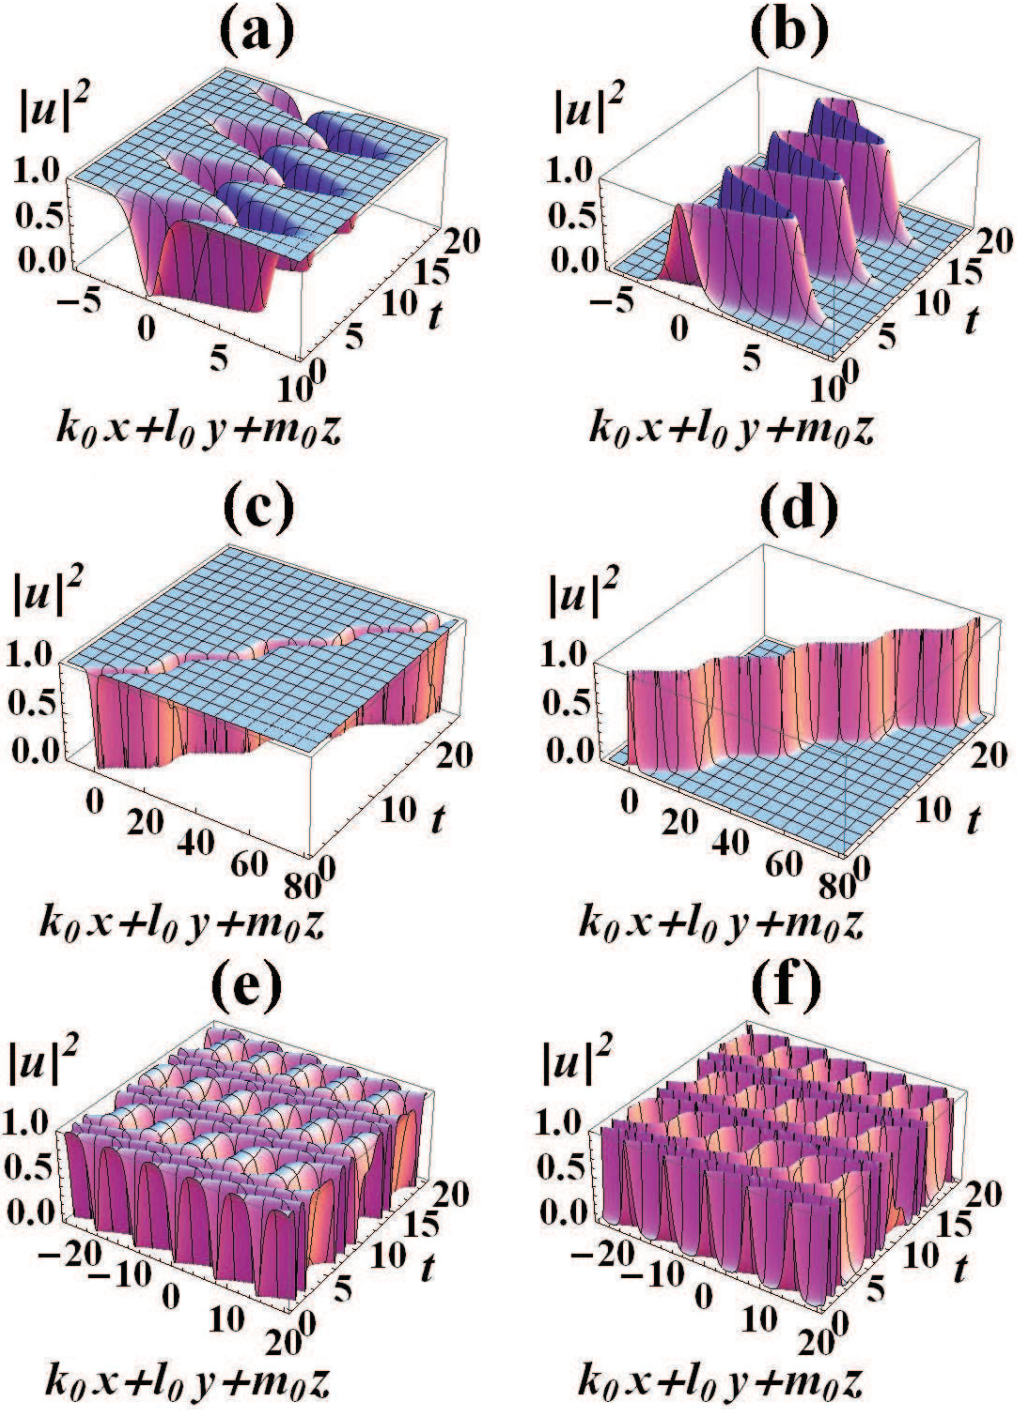 (a) (b)
|u|² |u|²
1.0 1.0
0.5 20 0.5 20
0.0 15 0.0 15
−5 10 −5 10
0 5 t 0 5 t
5 5
10 0 10 0
k₀x+l₀y+m₀z k₀x+l₀y+m₀z
(c) (d)
|u|² |u|²
1.0 1.0
0.5 0.5
0.0 20 0.0 20
0 10 t 0 10 t
20 20
40 40
60 60
80 0 80 0
k₀x+l₀y+m₀z k₀x+l₀y+m₀z
(e) (f)
|u|² |u|²
1.0 1.0
0.5 0.5
0.0 20 0.0 20
−20 15 −20 15
−10 10 t −10 10 t
0 5 0 5
10 10
20 0 20 0
k₀x+l₀y+m₀z k₀x+l₀y+m₀z